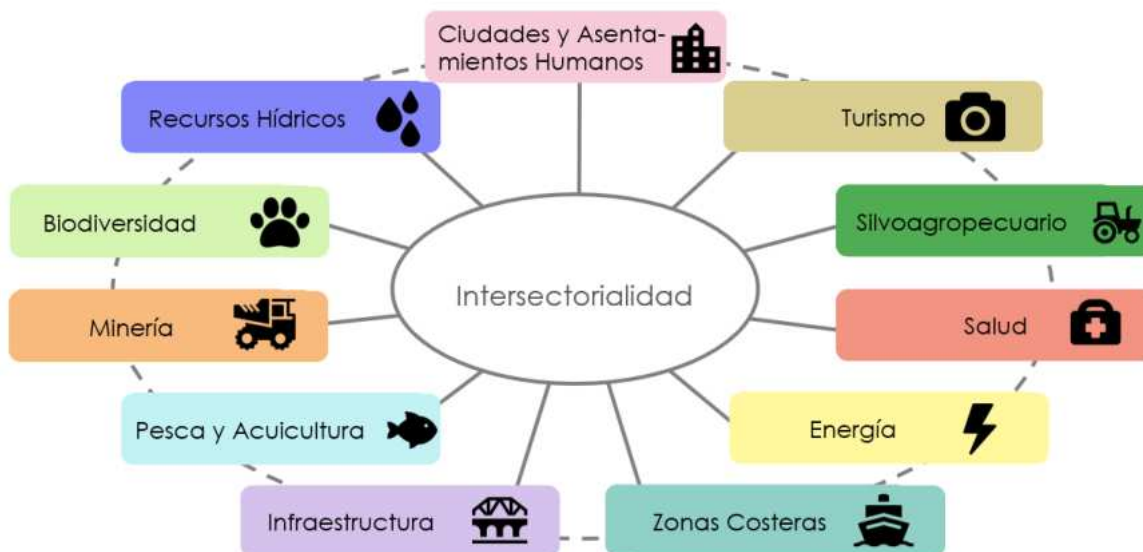 Ciudades y Asenta-
mientos Humanos
Recursos Hídricos
Turismo
Biodiversidad
Silvoagropecuario
Intersectorialidad
Minería
Salud
Pesca y Acuicultura
Energía
Infraestructura
Zonas Costeras